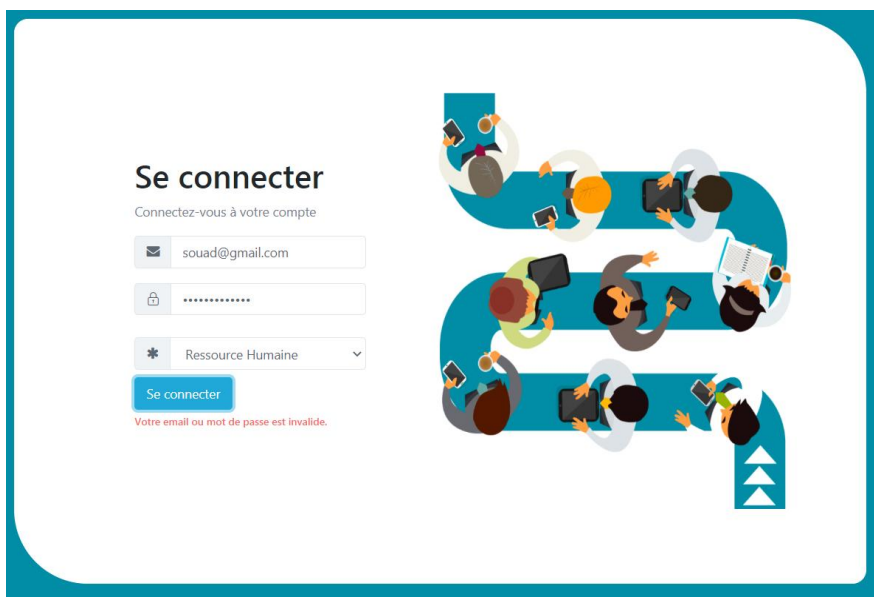 Se connecter
Connectez-vous à votre compte
souad@gmail.com
•••••••••••••
Ressource Humaine
Se connecter
Votre email ou mot de passe est invalide.